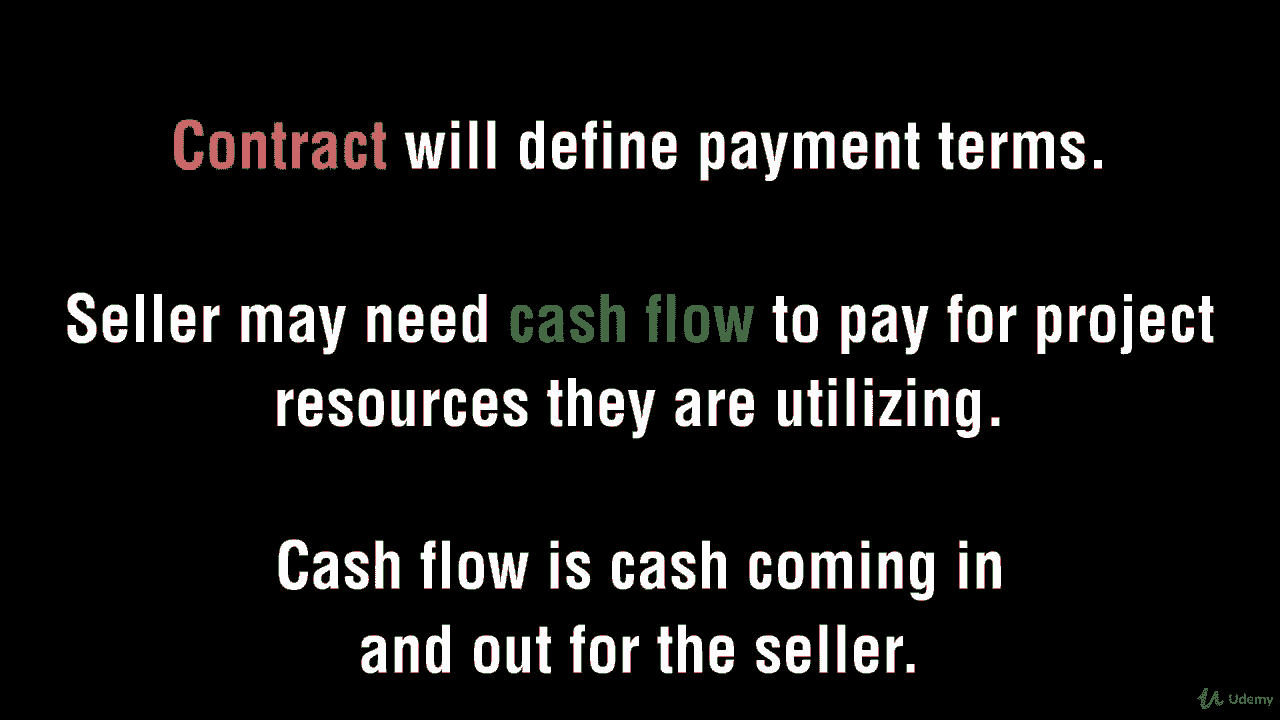 Contract will define payment terms.
Seller may need cash flow to pay for project
resources they are utilizing.
Cash flow is cash coming in
and out for the seller.
Udemy